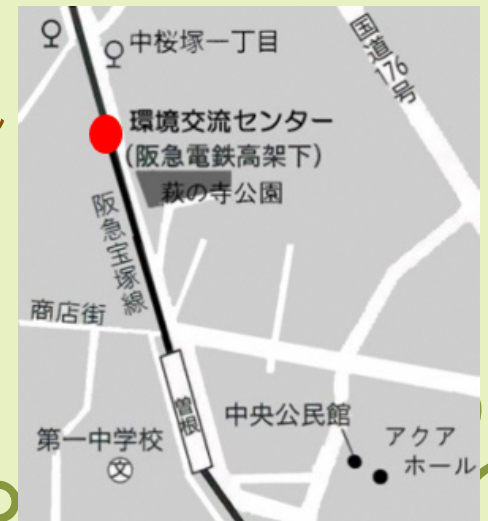 中桜塚一丁目
国道176号
環境交流センター
(阪急電鉄高架下)
萩の寺公園
阪急宝塚線
商店街
曽根
中央公民館
アクア
ホール
第一中学校
文